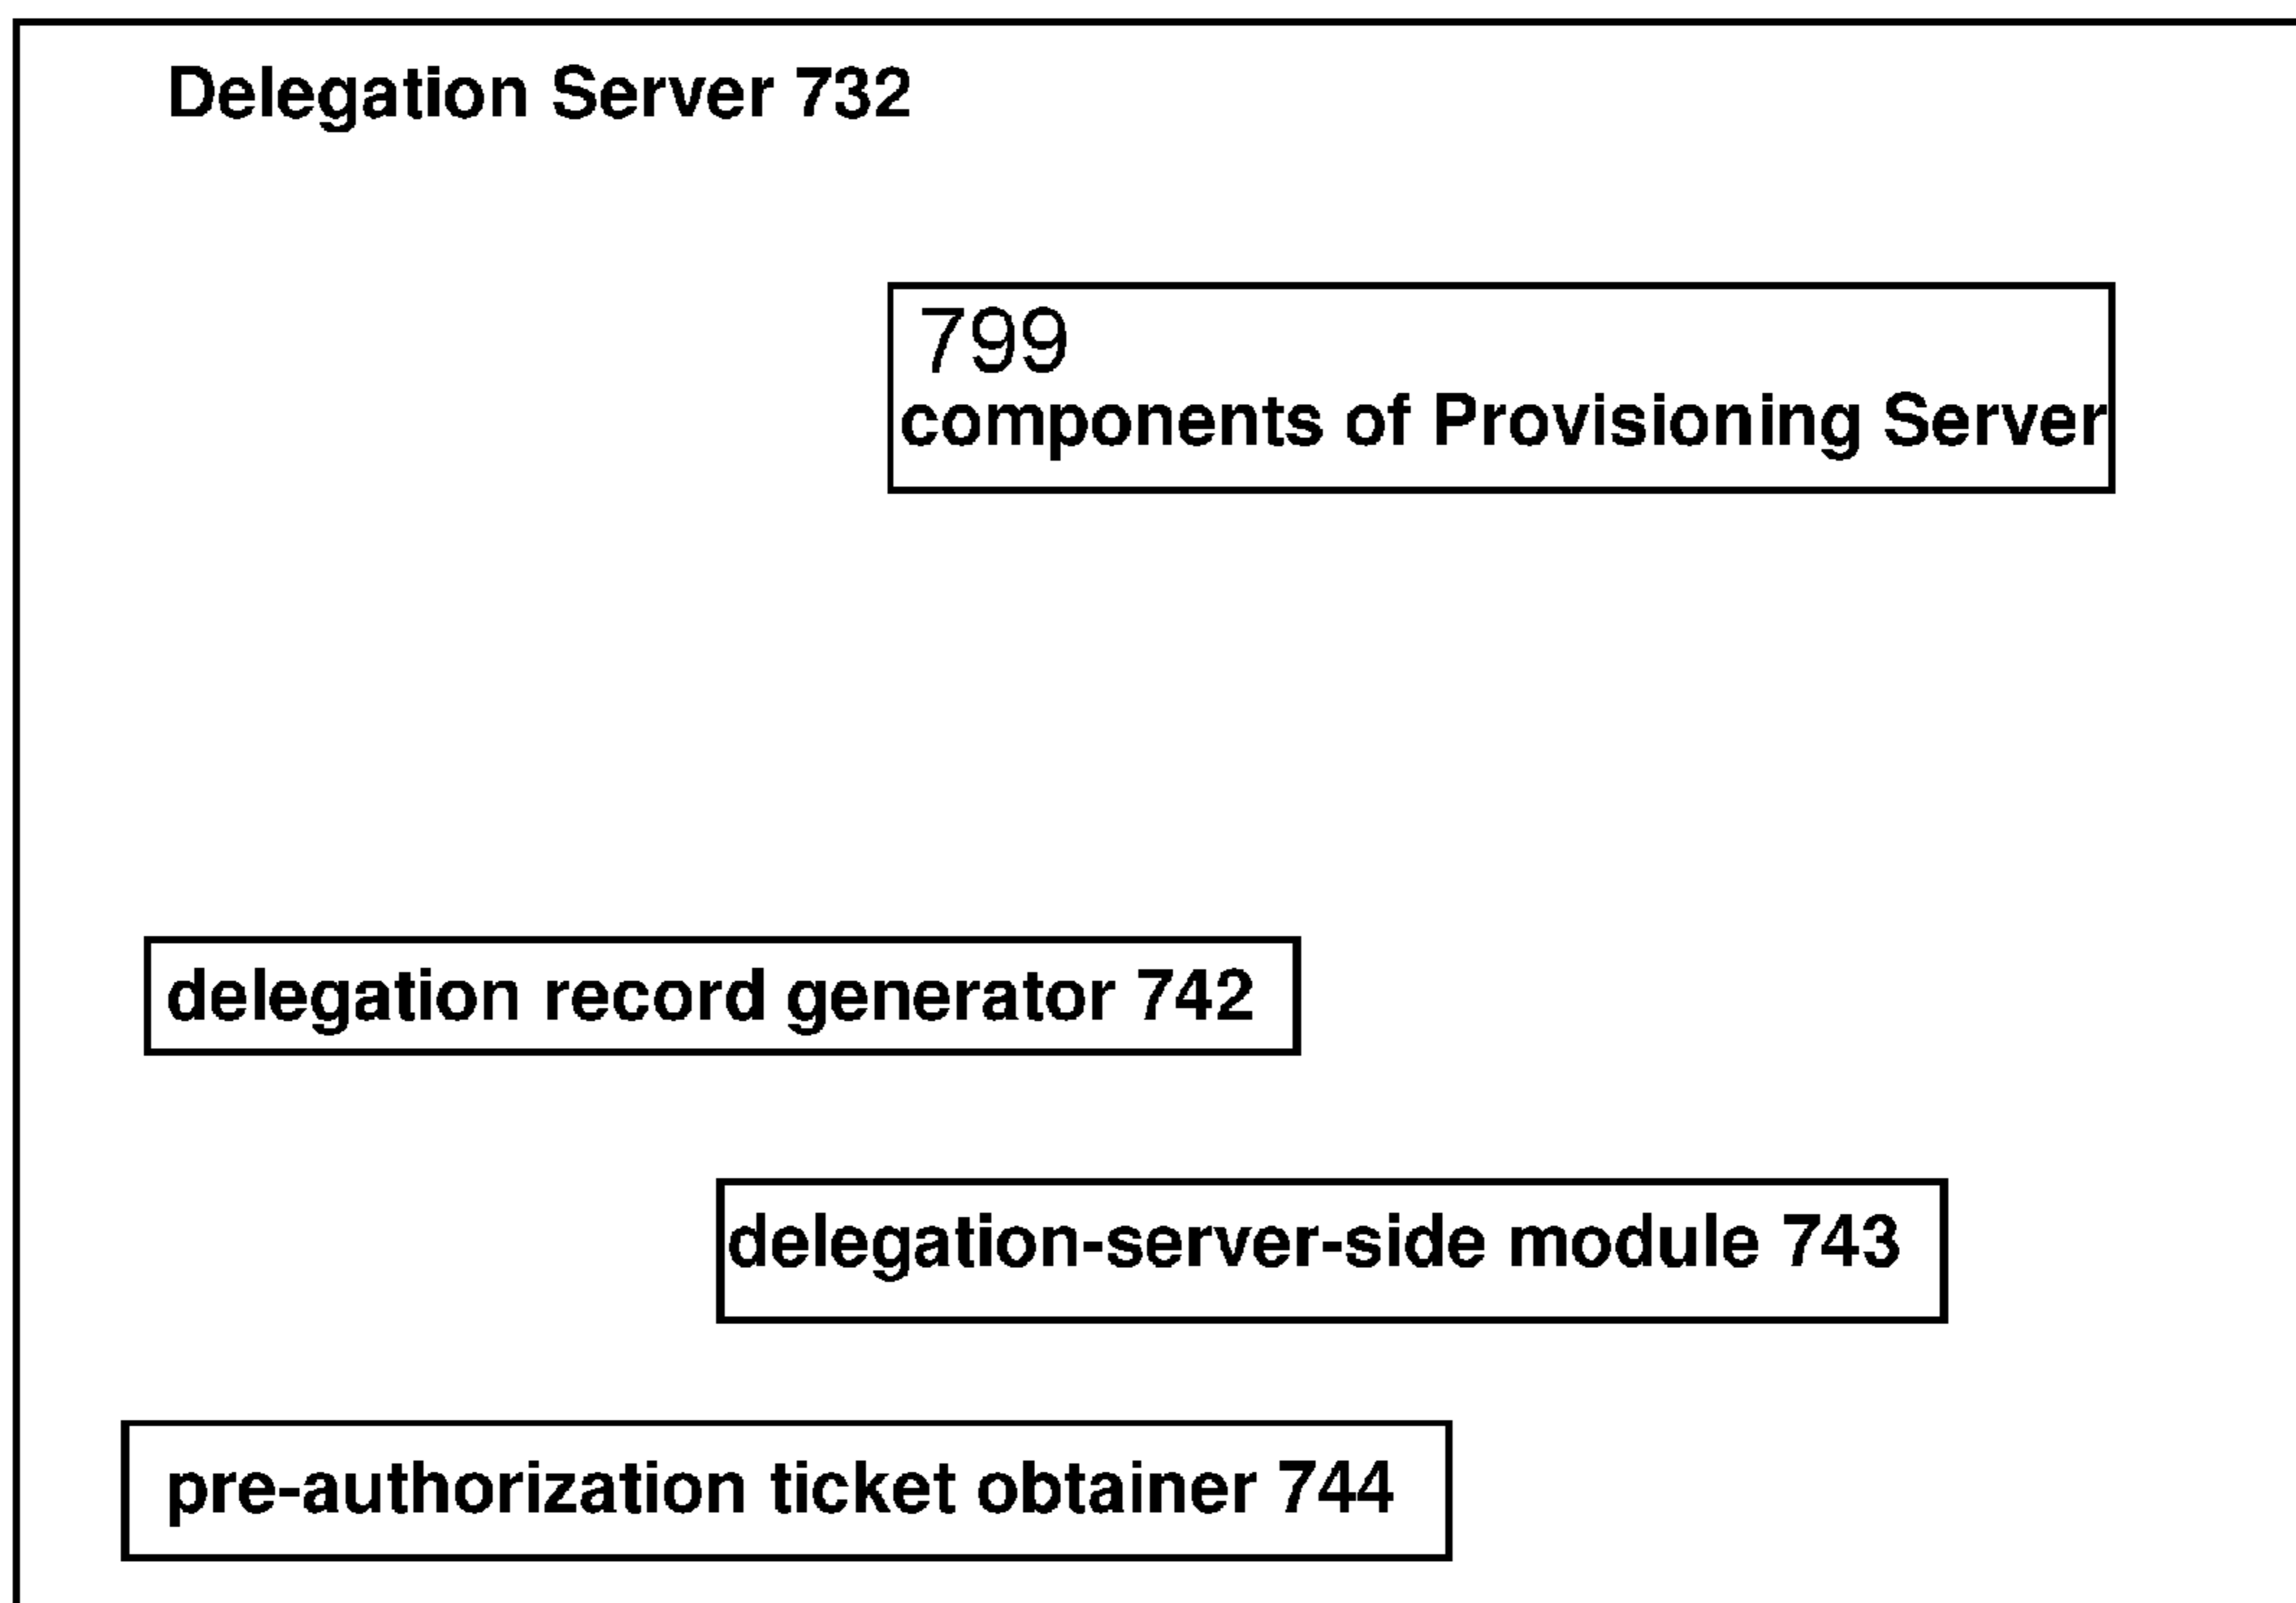 Delegation Server 732
799
components of Provisioning Server
delegation record generator 742
delegation-server-side module 743
pre-authorization ticket obtainer 744